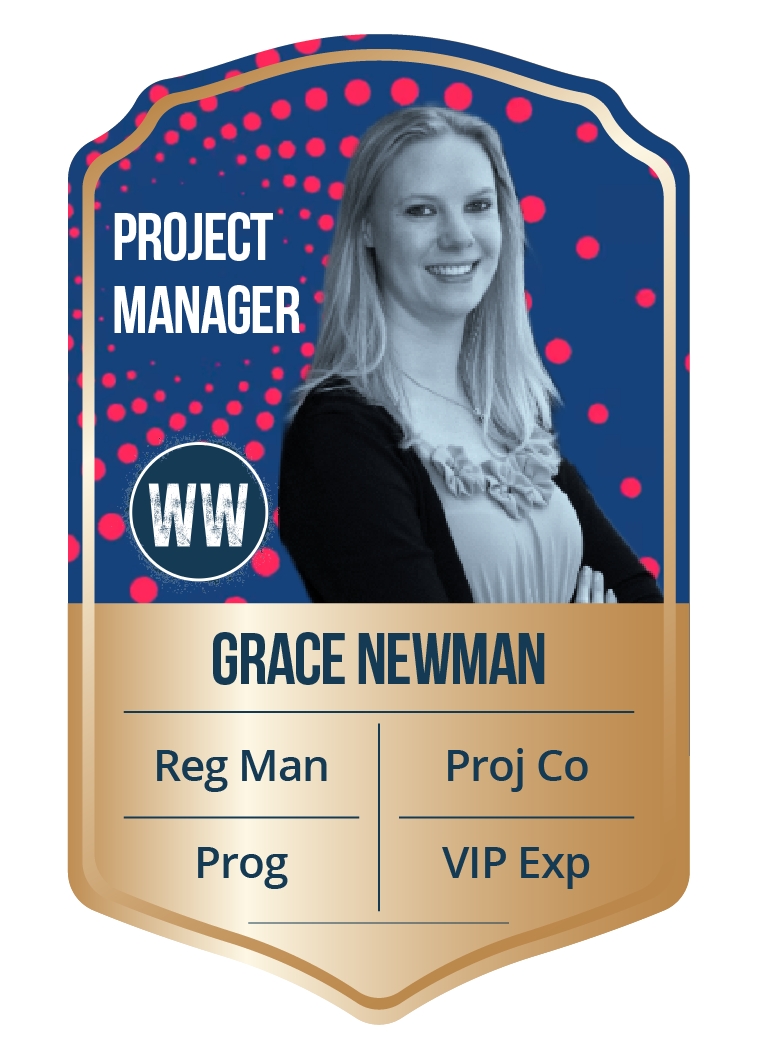 PROJECT
MANAGER
WW
GRACE NEWMAN
Reg Man
Proj Co
Prog
VIP Exp